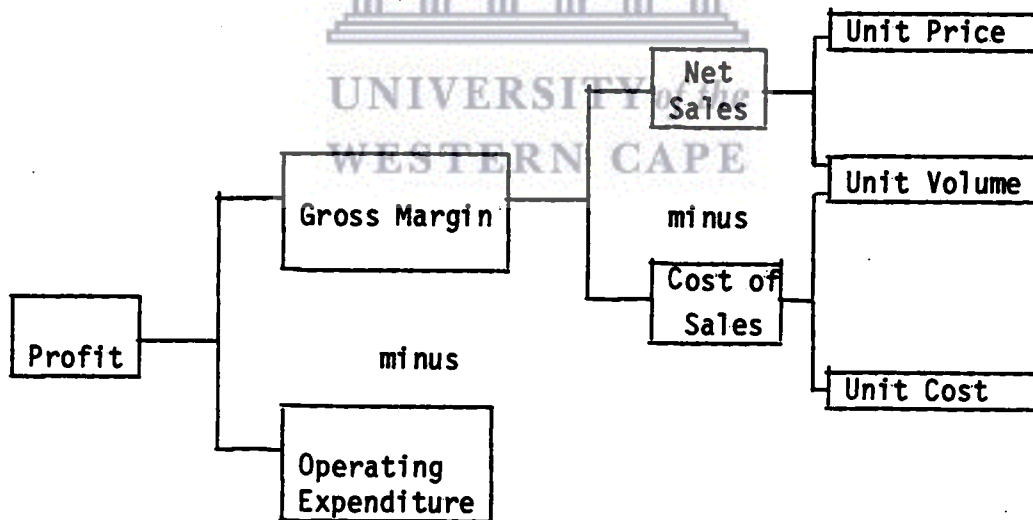 Unit Price
Net
Sales
UNIVERSITY of the
WESTERN CAPE
Unit Volume
Gross Margin
minus
Cost of
Sales
Profit
minus
Unit Cost
Operating
Expenditure